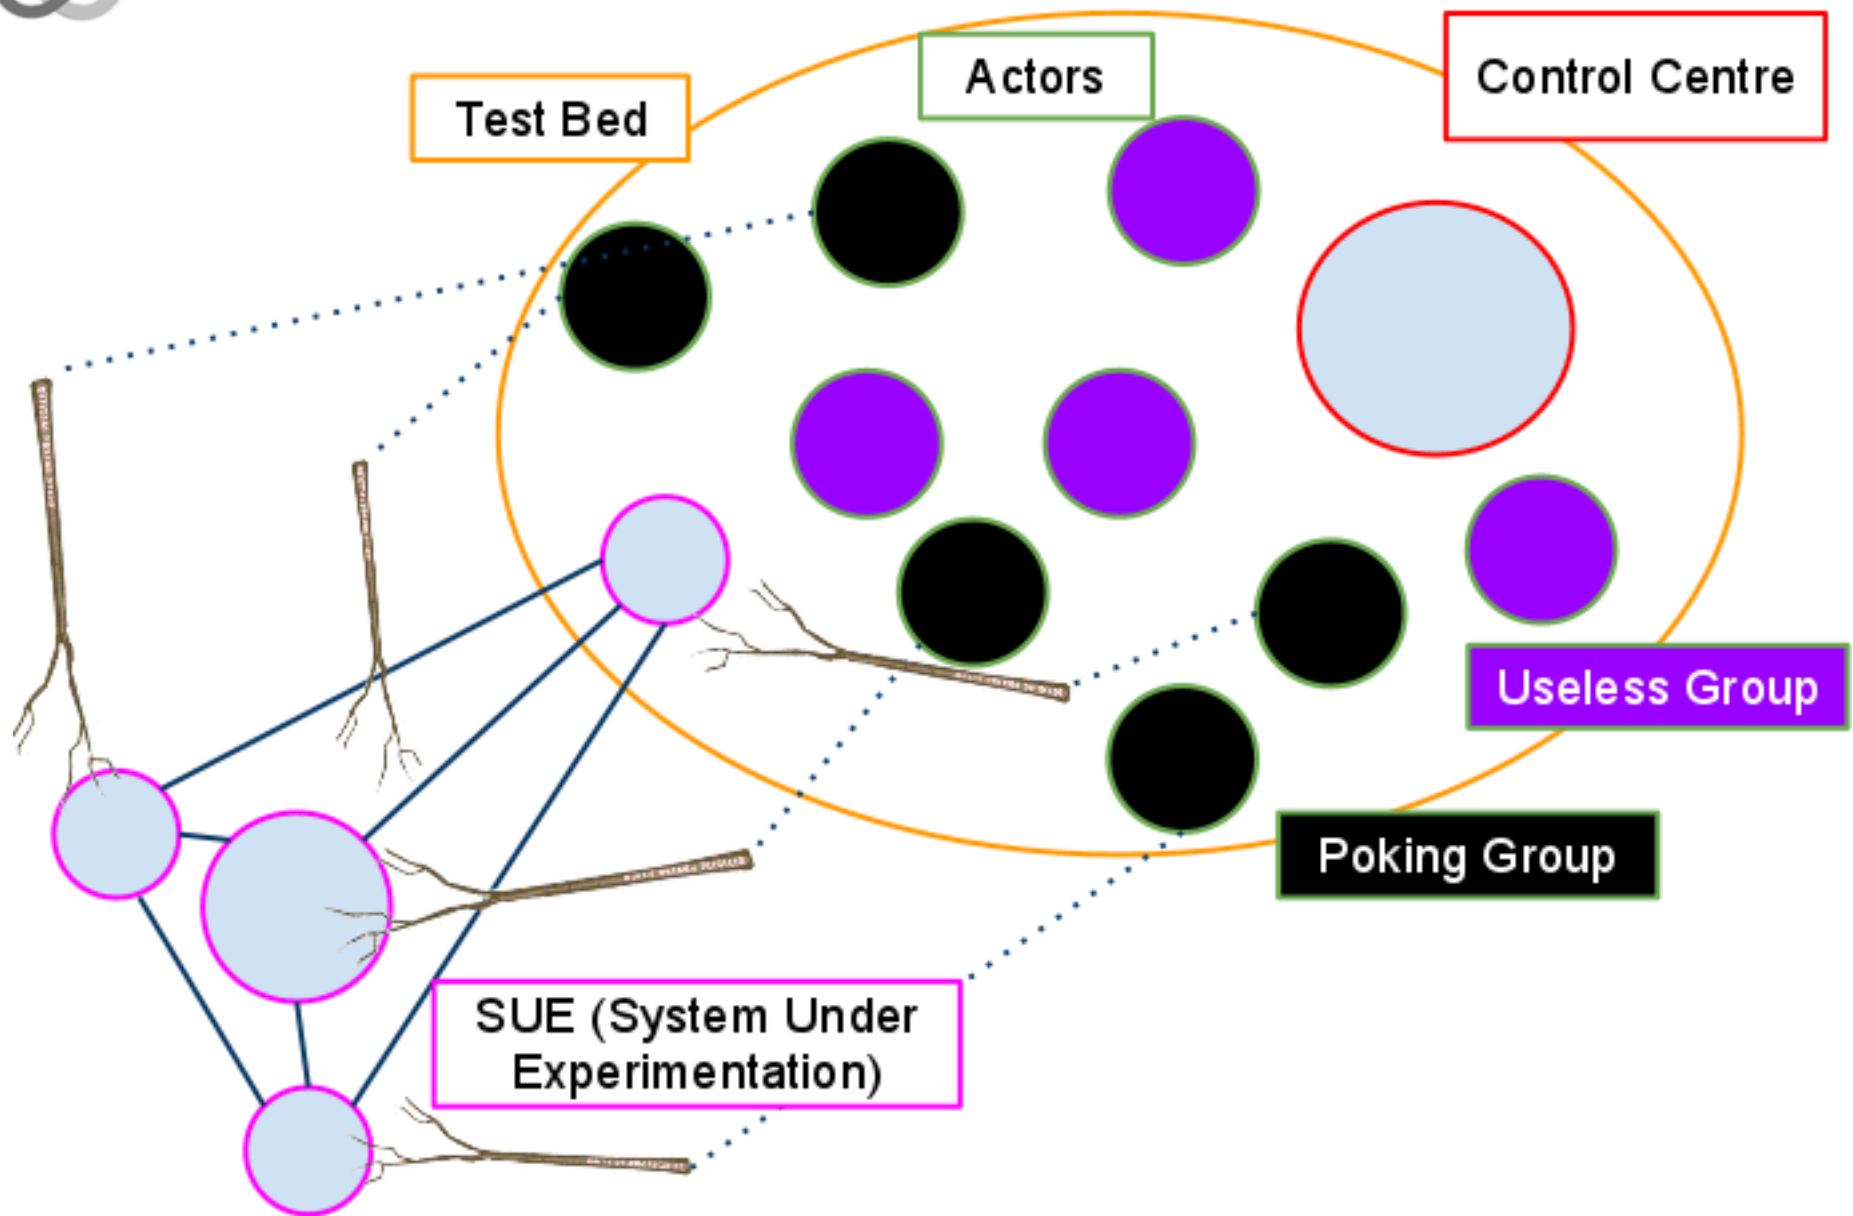 Actors
Control Centre
Test Bed
Useless Group
Poking Group
SUE (System Under
Experimentation)